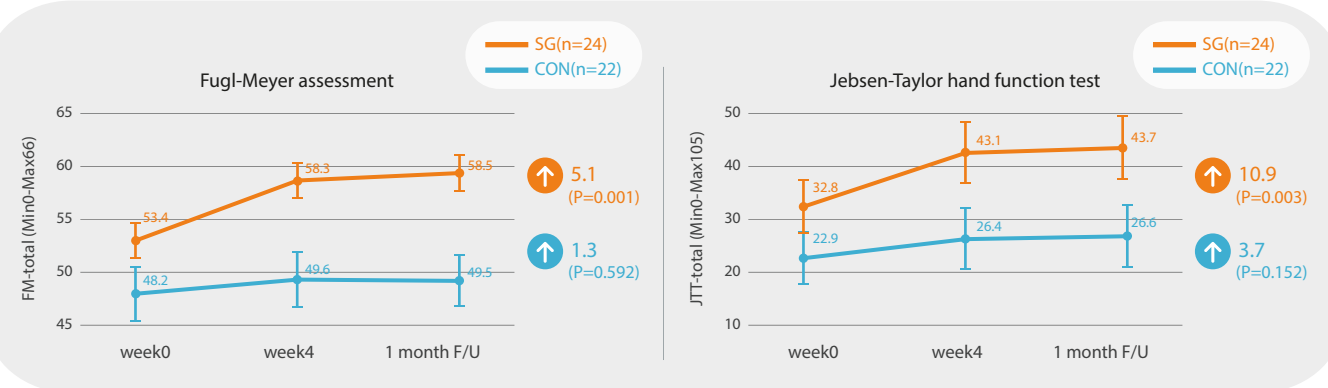 SG(n=24)
CON(n=22)
Fugl-Meyer assessment
FM-total (Min0-Max66)
65
60
55
50
45
53.4
58.3
58.5
48.2
49.6
49.5
week0
week4
1 month F/U
5.1
(P=0.001)
1.3
(P=0.592)
SG(n=24)
CON(n=22)
Jebsen-Taylor hand function test
JTT-total (Min0-Max105)
50
40
30
20
10
32.8
43.1
43.7
22.9
26.4
26.6
week0
week4
1 month F/U
10.9
(P=0.003)
3.7
(P=0.152)